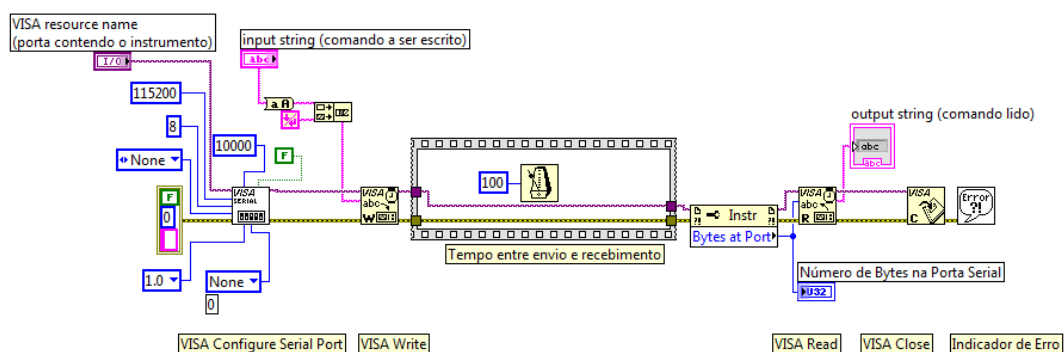 VISA resource name
(porta contendo o instrumento)
I/O
input string (comando a ser escrito)
abc
115200
a A
8
10000
output string (comando lido)
abc
abc
None
F
100
F
0
VISA
SERIAL
VISA
abc
W
Instr
Bytes at Port
VISA
abc
R
VISA
C
Error
?!
Tempo entre envio e recebimento
Número de Bytes na Porta Serial
U32
1.0
None
0
VISA Configure Serial Port
VISA Write
VISA Read
VISA Close
Indicador de Erro